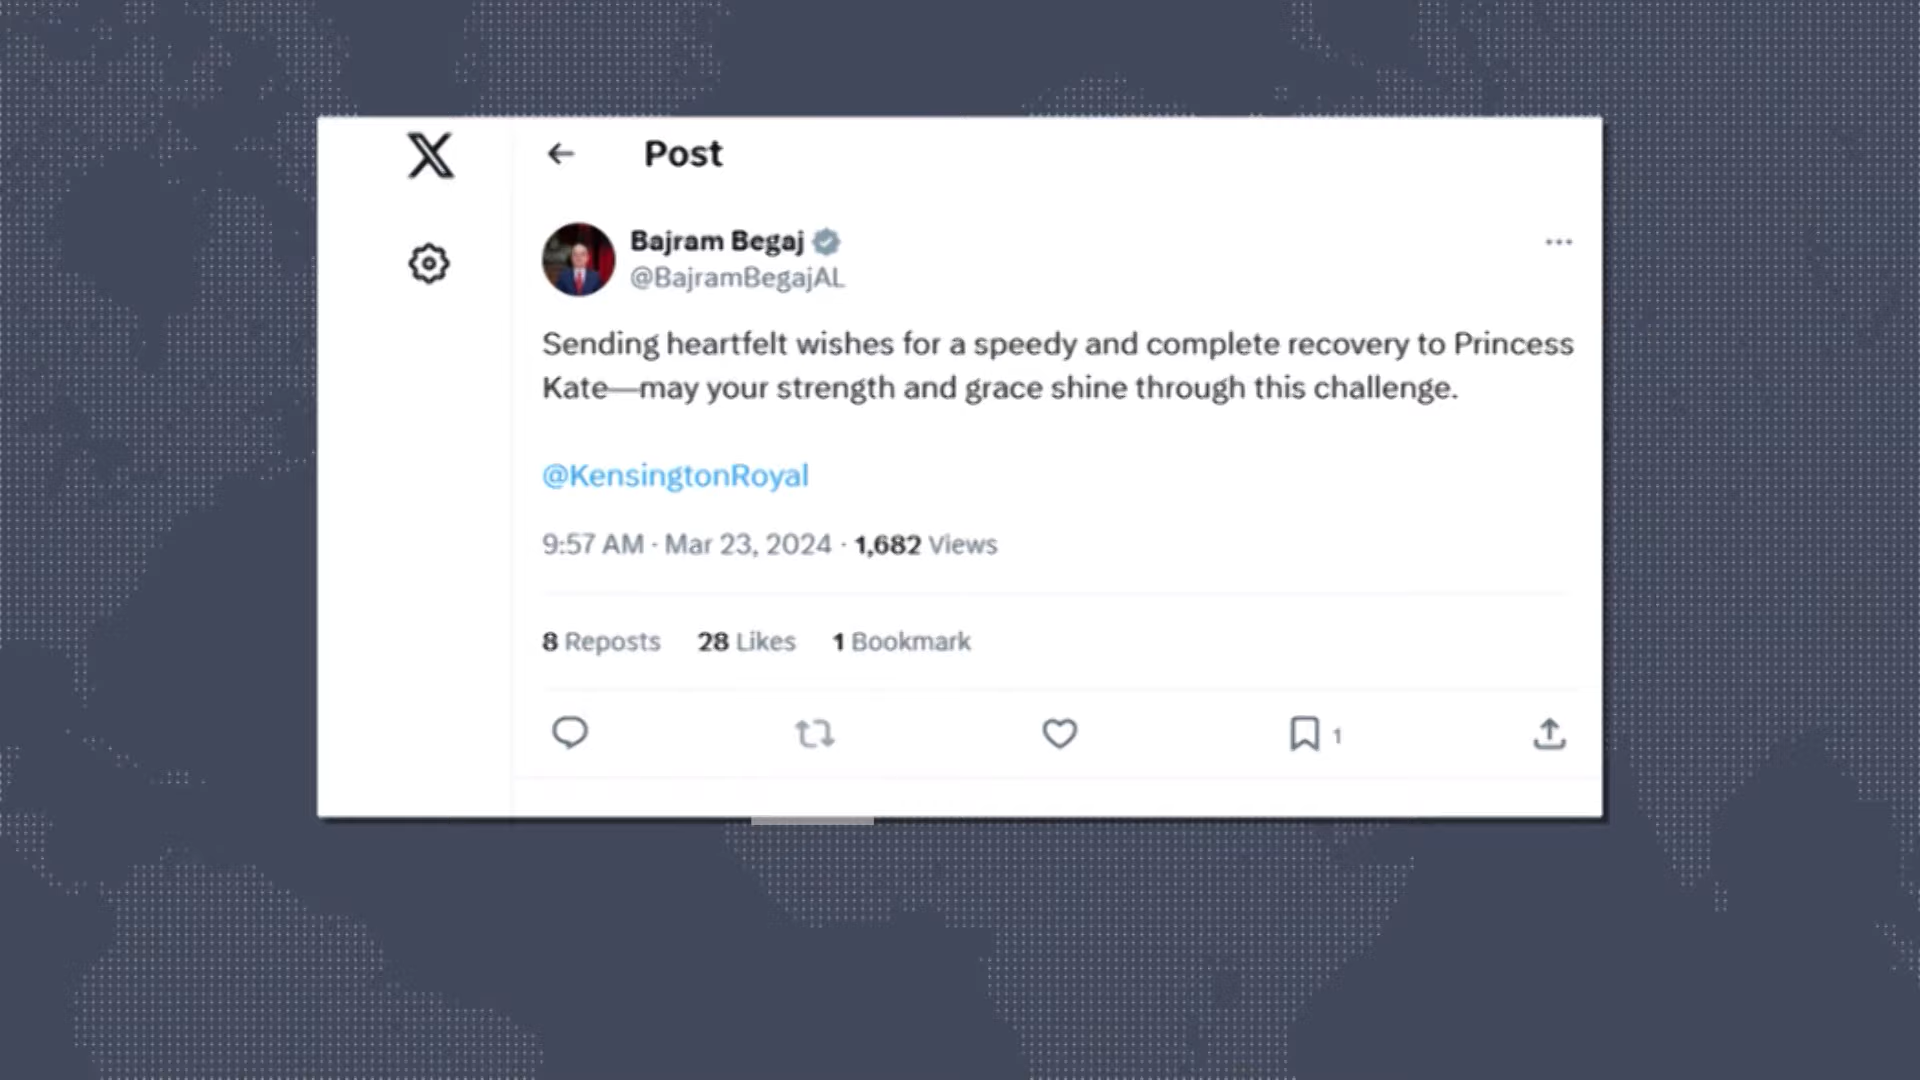 Post
Bajram Begaj
@BajramBegajAL
Sending heartfelt wishes for a speedy and complete recovery to Princess
Kate—may your strength and grace shine through this challenge.
@KensingtonRoyal
9:57 AM · Mar 23, 2024 · 1,682 Views
8 Reposts 28 Likes 1 Bookmark
1